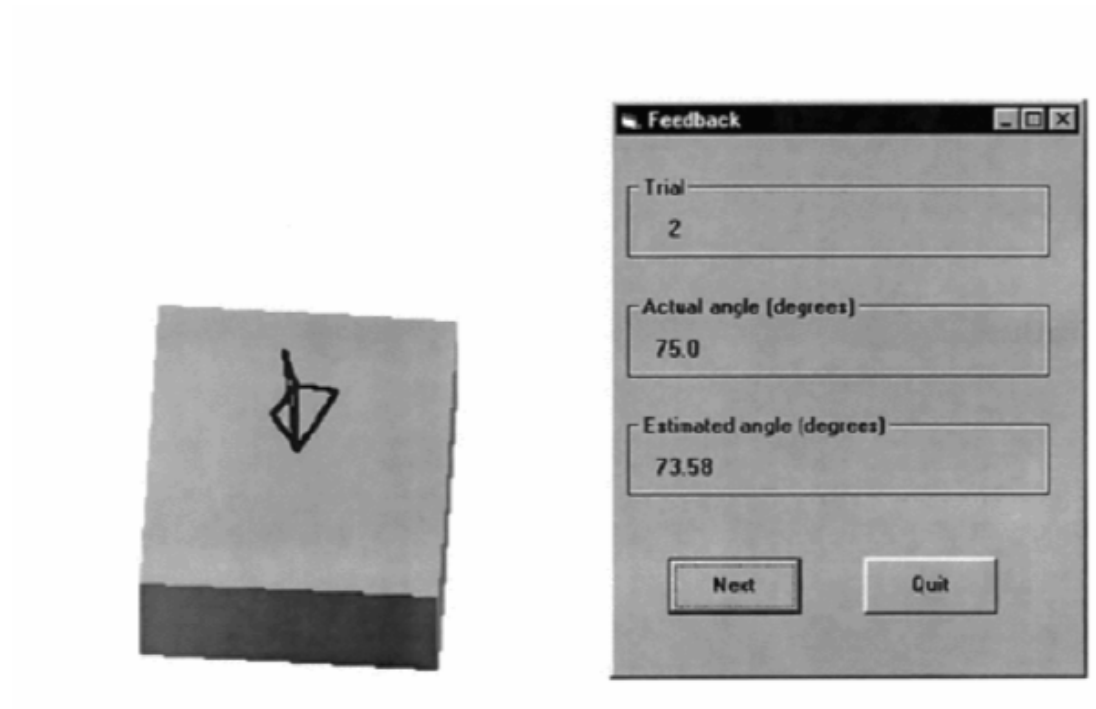 Feedback
Trial
2
Actual angle (degrees)
75.0
Estimated angle (degrees)
73.58
Next
Quit